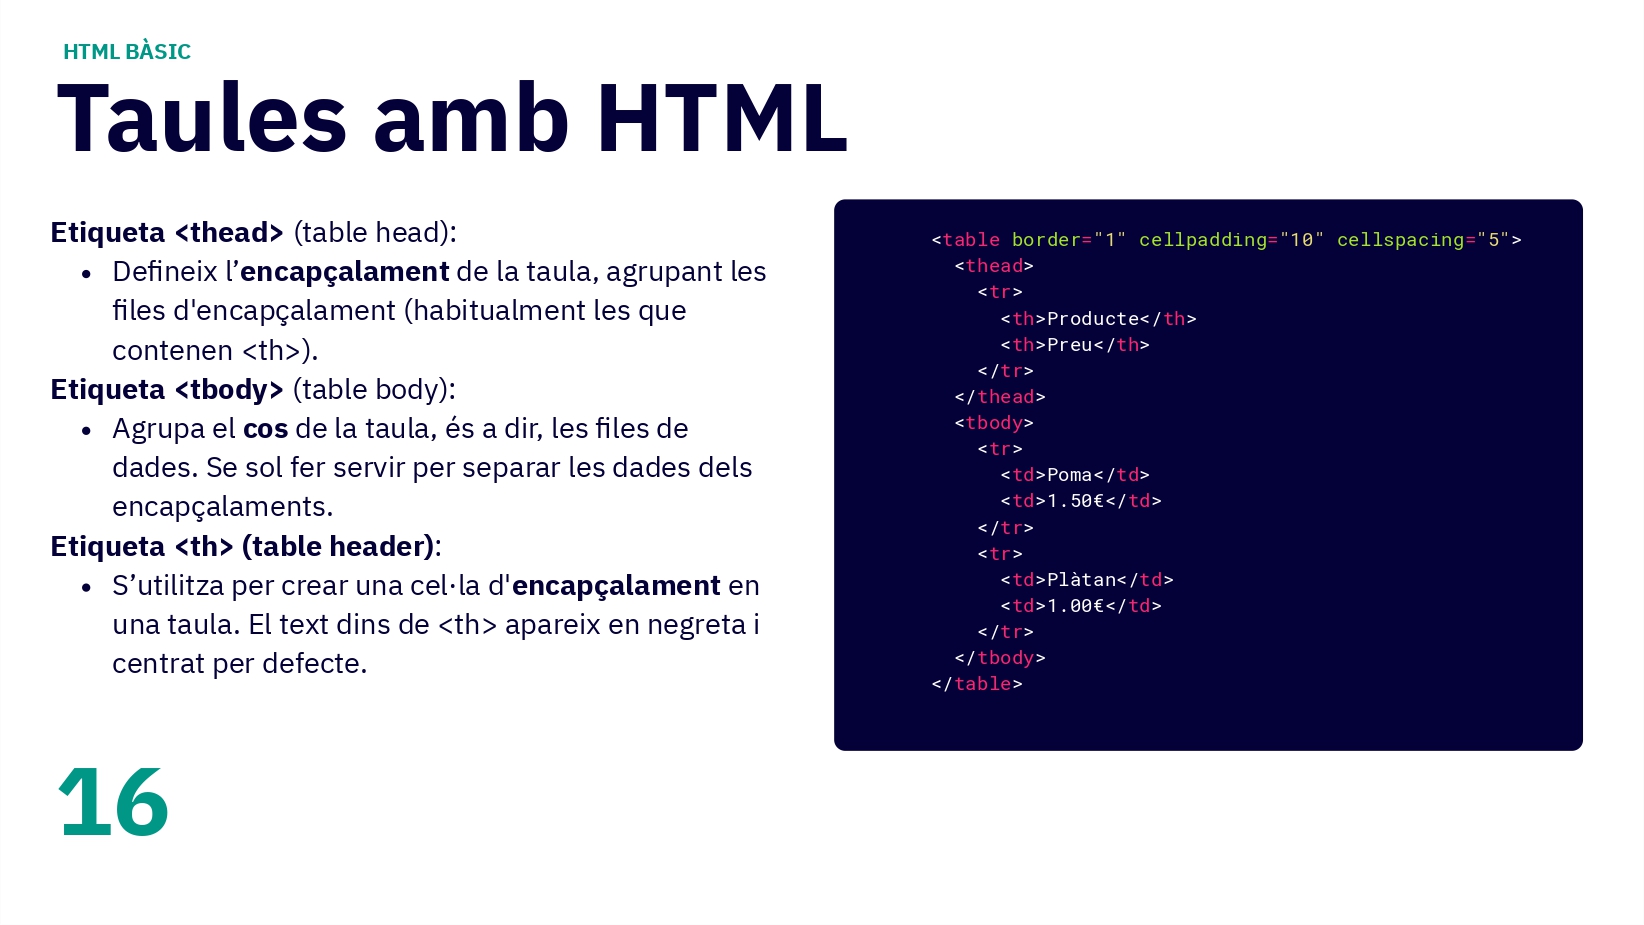 HTML BÀSIC
Taules amb HTML
Etiqueta <thead> (table head):
• Defineix l’encapçalament de la taula, agrupant les
files d'encapçalament (habitualment les que
contenen <th>).
Etiqueta <tbody> (table body):
• Agrupa el cos de la taula, és a dir, les files de
dades. Se sol fer servir per separar les dades dels
encapçalaments.
Etiqueta <th> (table header):
• S’utilitza per crear una cel·la d'encapçalament en
una taula. El text dins de <th> apareix en negreta i
centrat per defecte.
<table border="1" cellpadding="10" cellspacing="5">
  <thead>
    <tr>
      <th>Producte</th>
      <th>Preu</th>
    </tr>
  </thead>
  <tbody>
    <tr>
      <td>Poma</td>
      <td>1.50€</td>
    </tr>
    <tr>
      <td>Plàtan</td>
      <td>1.00€</td>
    </tr>
  </tbody>
</table>
16